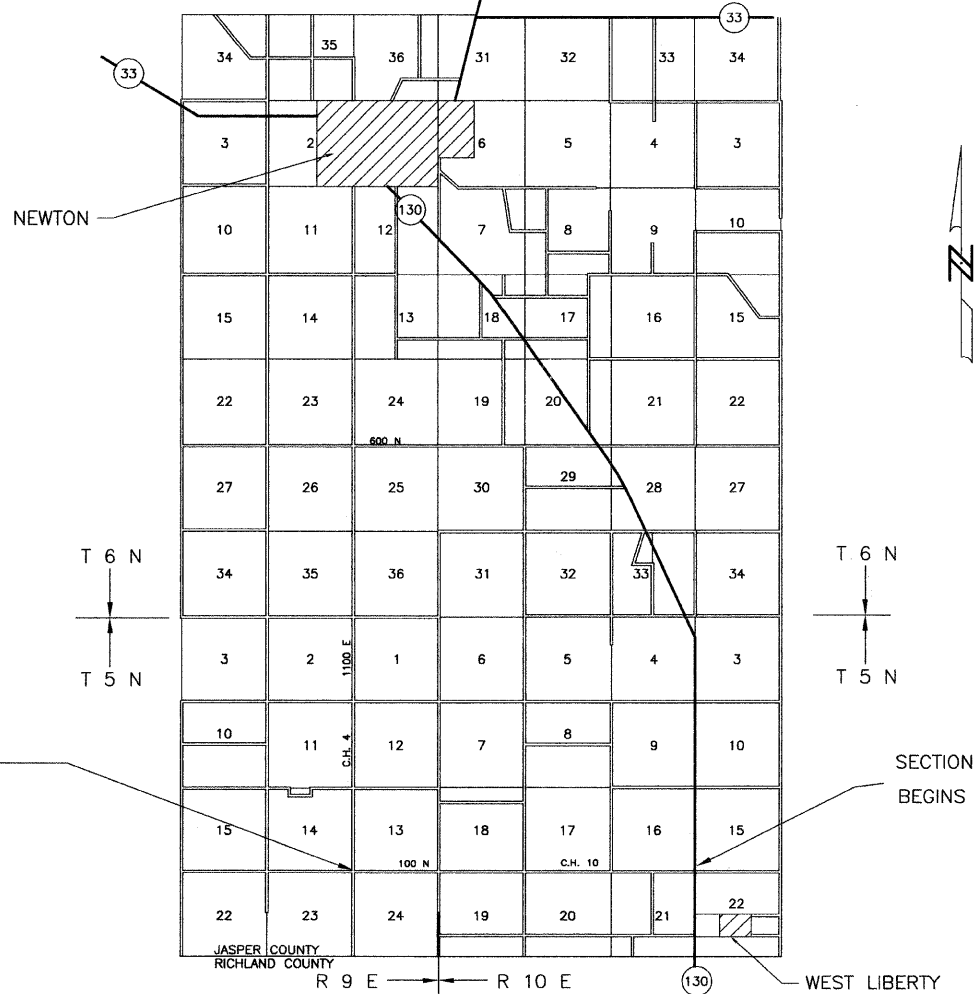 33
34 35 36 31 32 33 34
33
3 2 6 5 4 3
NEWTON
130
10 11 12 7 8 9 10
N
15 14 13 18 17 16 15
22 23 24 19 20 21 22
600 N
27 26 25 30 29 28 27
T 6 N
T 6 N
34 35 36 31 32 33 34
T 5 N
T 5 N
3 2 1 6 5 4 3
1100 E
10 11 12 7 8 9 10
C.H. 4
SECTION
BEGINS
15 14 13 18 17 16 15
100 N
C.H. 10
22 23 24 19 20 21 22
JASPER COUNTY
RICHLAND COUNTY
R 9 E
R 10 E
130
WEST LIBERTY